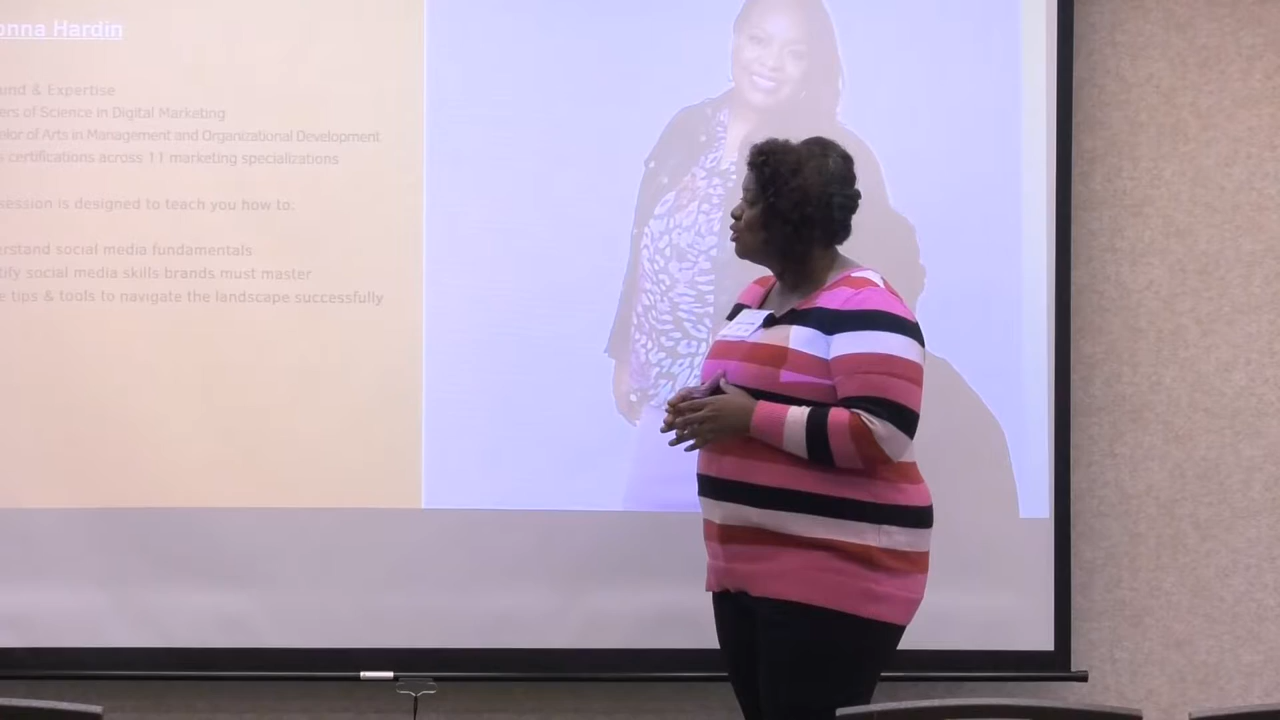 onna Hardin
und & Expertise
ers of Science in Digital Marketing
elor of Arts in Management and Organizational Development
s certifications across 11 marketing specializations
session is designed to teach you how to:
erstand social media fundamentals
tify social media skills brands must master
e tips & tools to navigate the landscape successfully